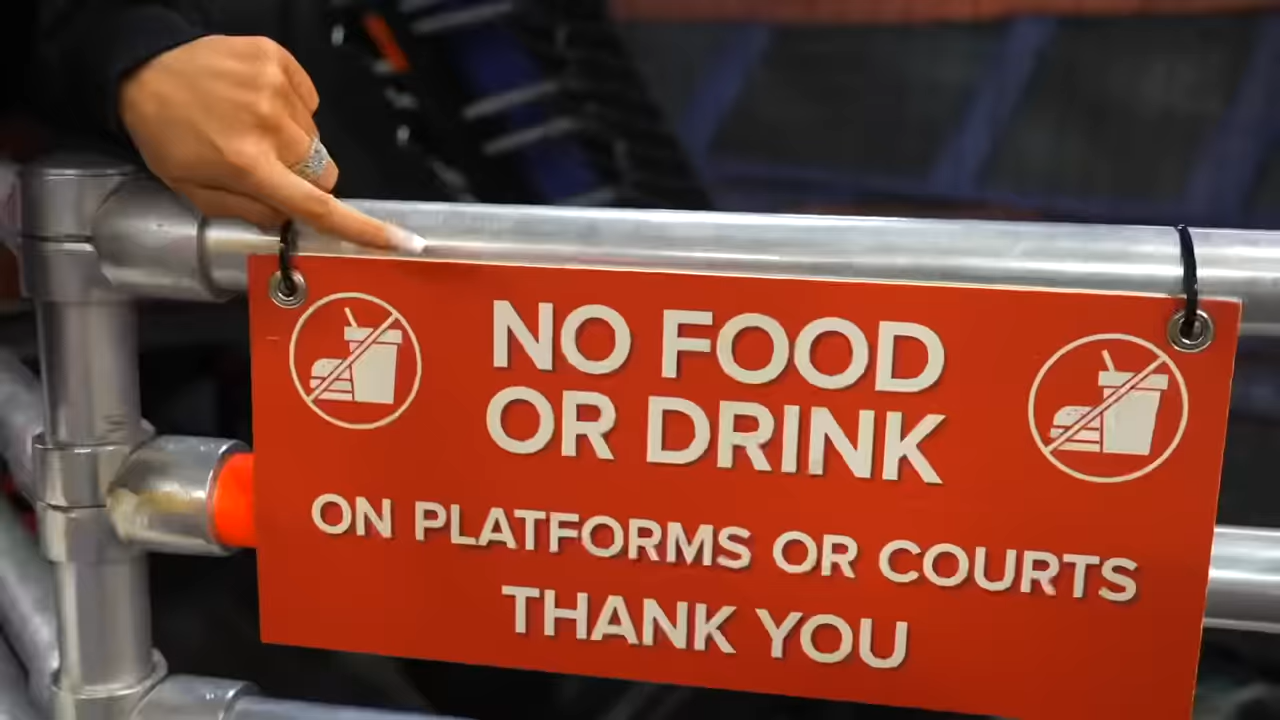 NO FOOD
OR DRINK
ON PLATFORMS OR COURTS
THANK YOU